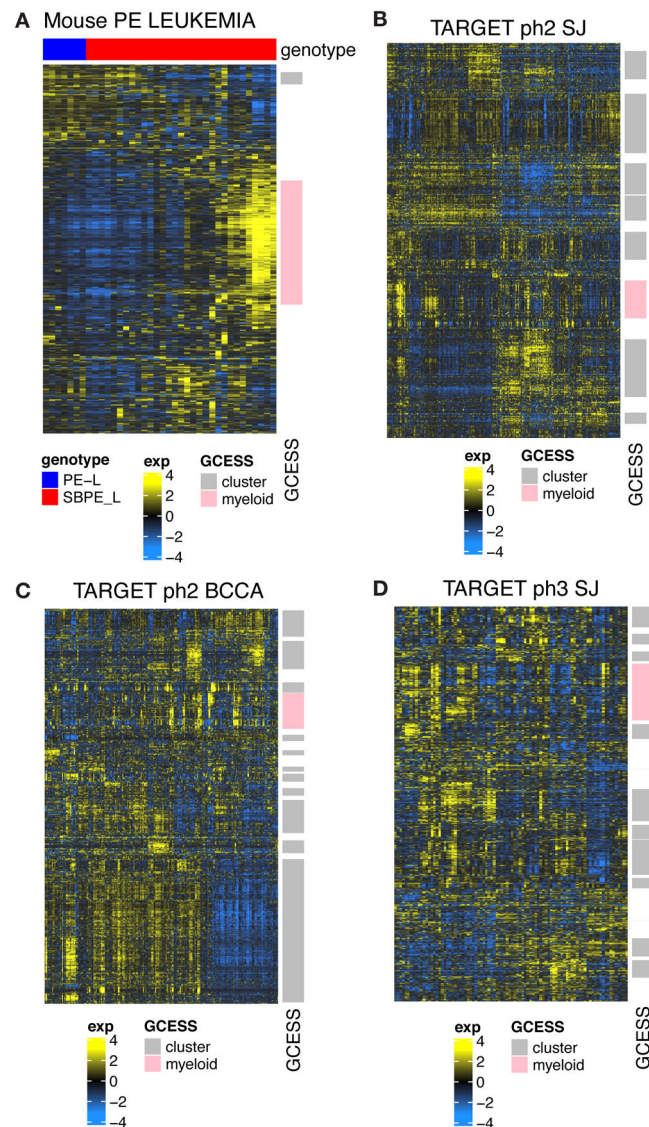 A Mouse PE LEUKEMIA
genotype
GCESS
genotype
PE-L
SBPE_L
exp
4
2
0
-2
-4
GCESS
cluster
myeloid
B
TARGET ph2 SJ
GCESS
exp
4
2
0
-2
-4
GCESS
cluster
myeloid
C TARGET ph2 BCCA
GCESS
exp
4
2
0
-2
-4
GCESS
cluster
myeloid
D TARGET ph3 SJ
GCESS
exp
4
2
0
-2
-4
GCESS
cluster
myeloid